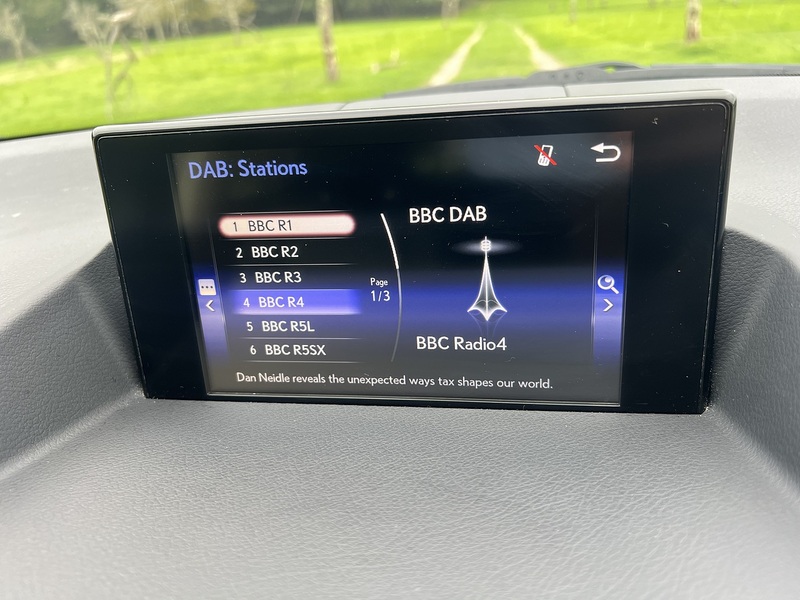 DAB: Stations
1 BBC R1
2 BBC R2
3 BBC R3
4 BBC R4
5 BBC R5L
6 BBC R5SX
Page
1/3
BBC DAB
BBC Radio4
Dan Neidle reveals the unexpected ways tax shapes our world.